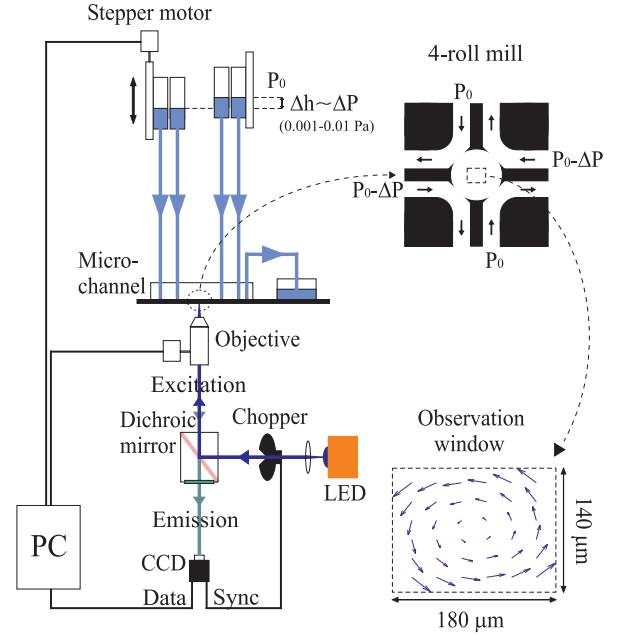 Stepper motor
P₀
Δh~ΔP
(0.001-0.01 Pa)
4-roll mill
P₀
P₀-ΔP
P₀-ΔP
P₀
Micro-
channel
Objective
Excitation
Dichroic
mirror
Chopper
LED
Emission
PC
CCD
Data
Sync
Observation
window
140 μm
180 μm